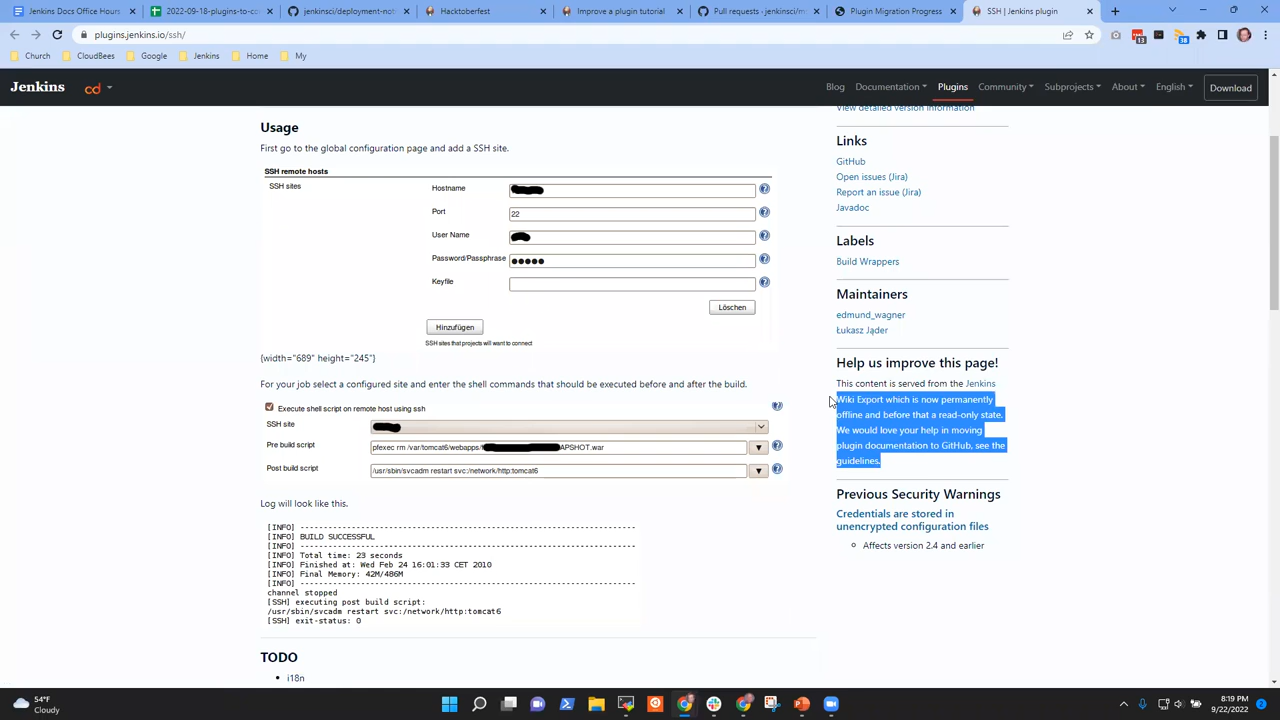 Jenkins Docs Office Hours
2022-09-18-plugins-to-co
jenkinsci/deployment-not
Hacktoberfest
Improve a plugin tutorial
Pull requests · jenkinsci/m
Plugin Migration Progress
SSH | Jenkins plugin
plugins.jenkins.io/ssh/
13
38
Church
CloudBees
Google
Jenkins
Home
My
Jenkins
cd
Blog
Documentation
Plugins
Community
Subprojects
About
English
Download
View detailed version information
Usage
First go to the global configuration page and add a SSH site.
SSH remote hosts
SSH sites
Hostname
Port
22
User Name
Password/Passphrase
Keyfile
Löschen
Hinzufügen
SSH sites that projects will want to connect
{width="689" height="245"}
For your job select a configured site and enter the shell commands that should be executed before and after the build.
Execute shell script on remote host using ssh
SSH site
Pre build script
pfexec rm /var/tomcat6/webapps/
APSHOT.war
Post build script
/usr/sbin/svcadm restart svc:/network/http:tomcat6
Log will look like this.
[INFO] ------------------------------------------------------------------------
[INFO] BUILD SUCCESSFUL
[INFO] ------------------------------------------------------------------------
[INFO] Total time: 23 seconds
[INFO] Finished at: Wed Feb 24 16:01:33 CET 2010
[INFO] Final Memory: 42M/486M
[INFO] ------------------------------------------------------------------------
channel stopped
[SSH] executing post build script:
/usr/sbin/svcadm restart svc:/network/http:tomcat6
[SSH] exit-status: 0
TODO
i18n
Links
GitHub
Open issues (Jira)
Report an issue (Jira)
Javadoc
Labels
Build Wrappers
Maintainers
edmund_wagner
Łukasz Jąder
Help us improve this page!
This content is served from the Jenkins
Wiki Export which is now permanently
offline and before that a read-only state.
We would love your help in moving
plugin documentation to GitHub, see the
guidelines.
Previous Security Warnings
Credentials are stored in
unencrypted configuration files
Affects version 2.4 and earlier
54°F
Cloudy
8:19 PM
9/22/2022
2